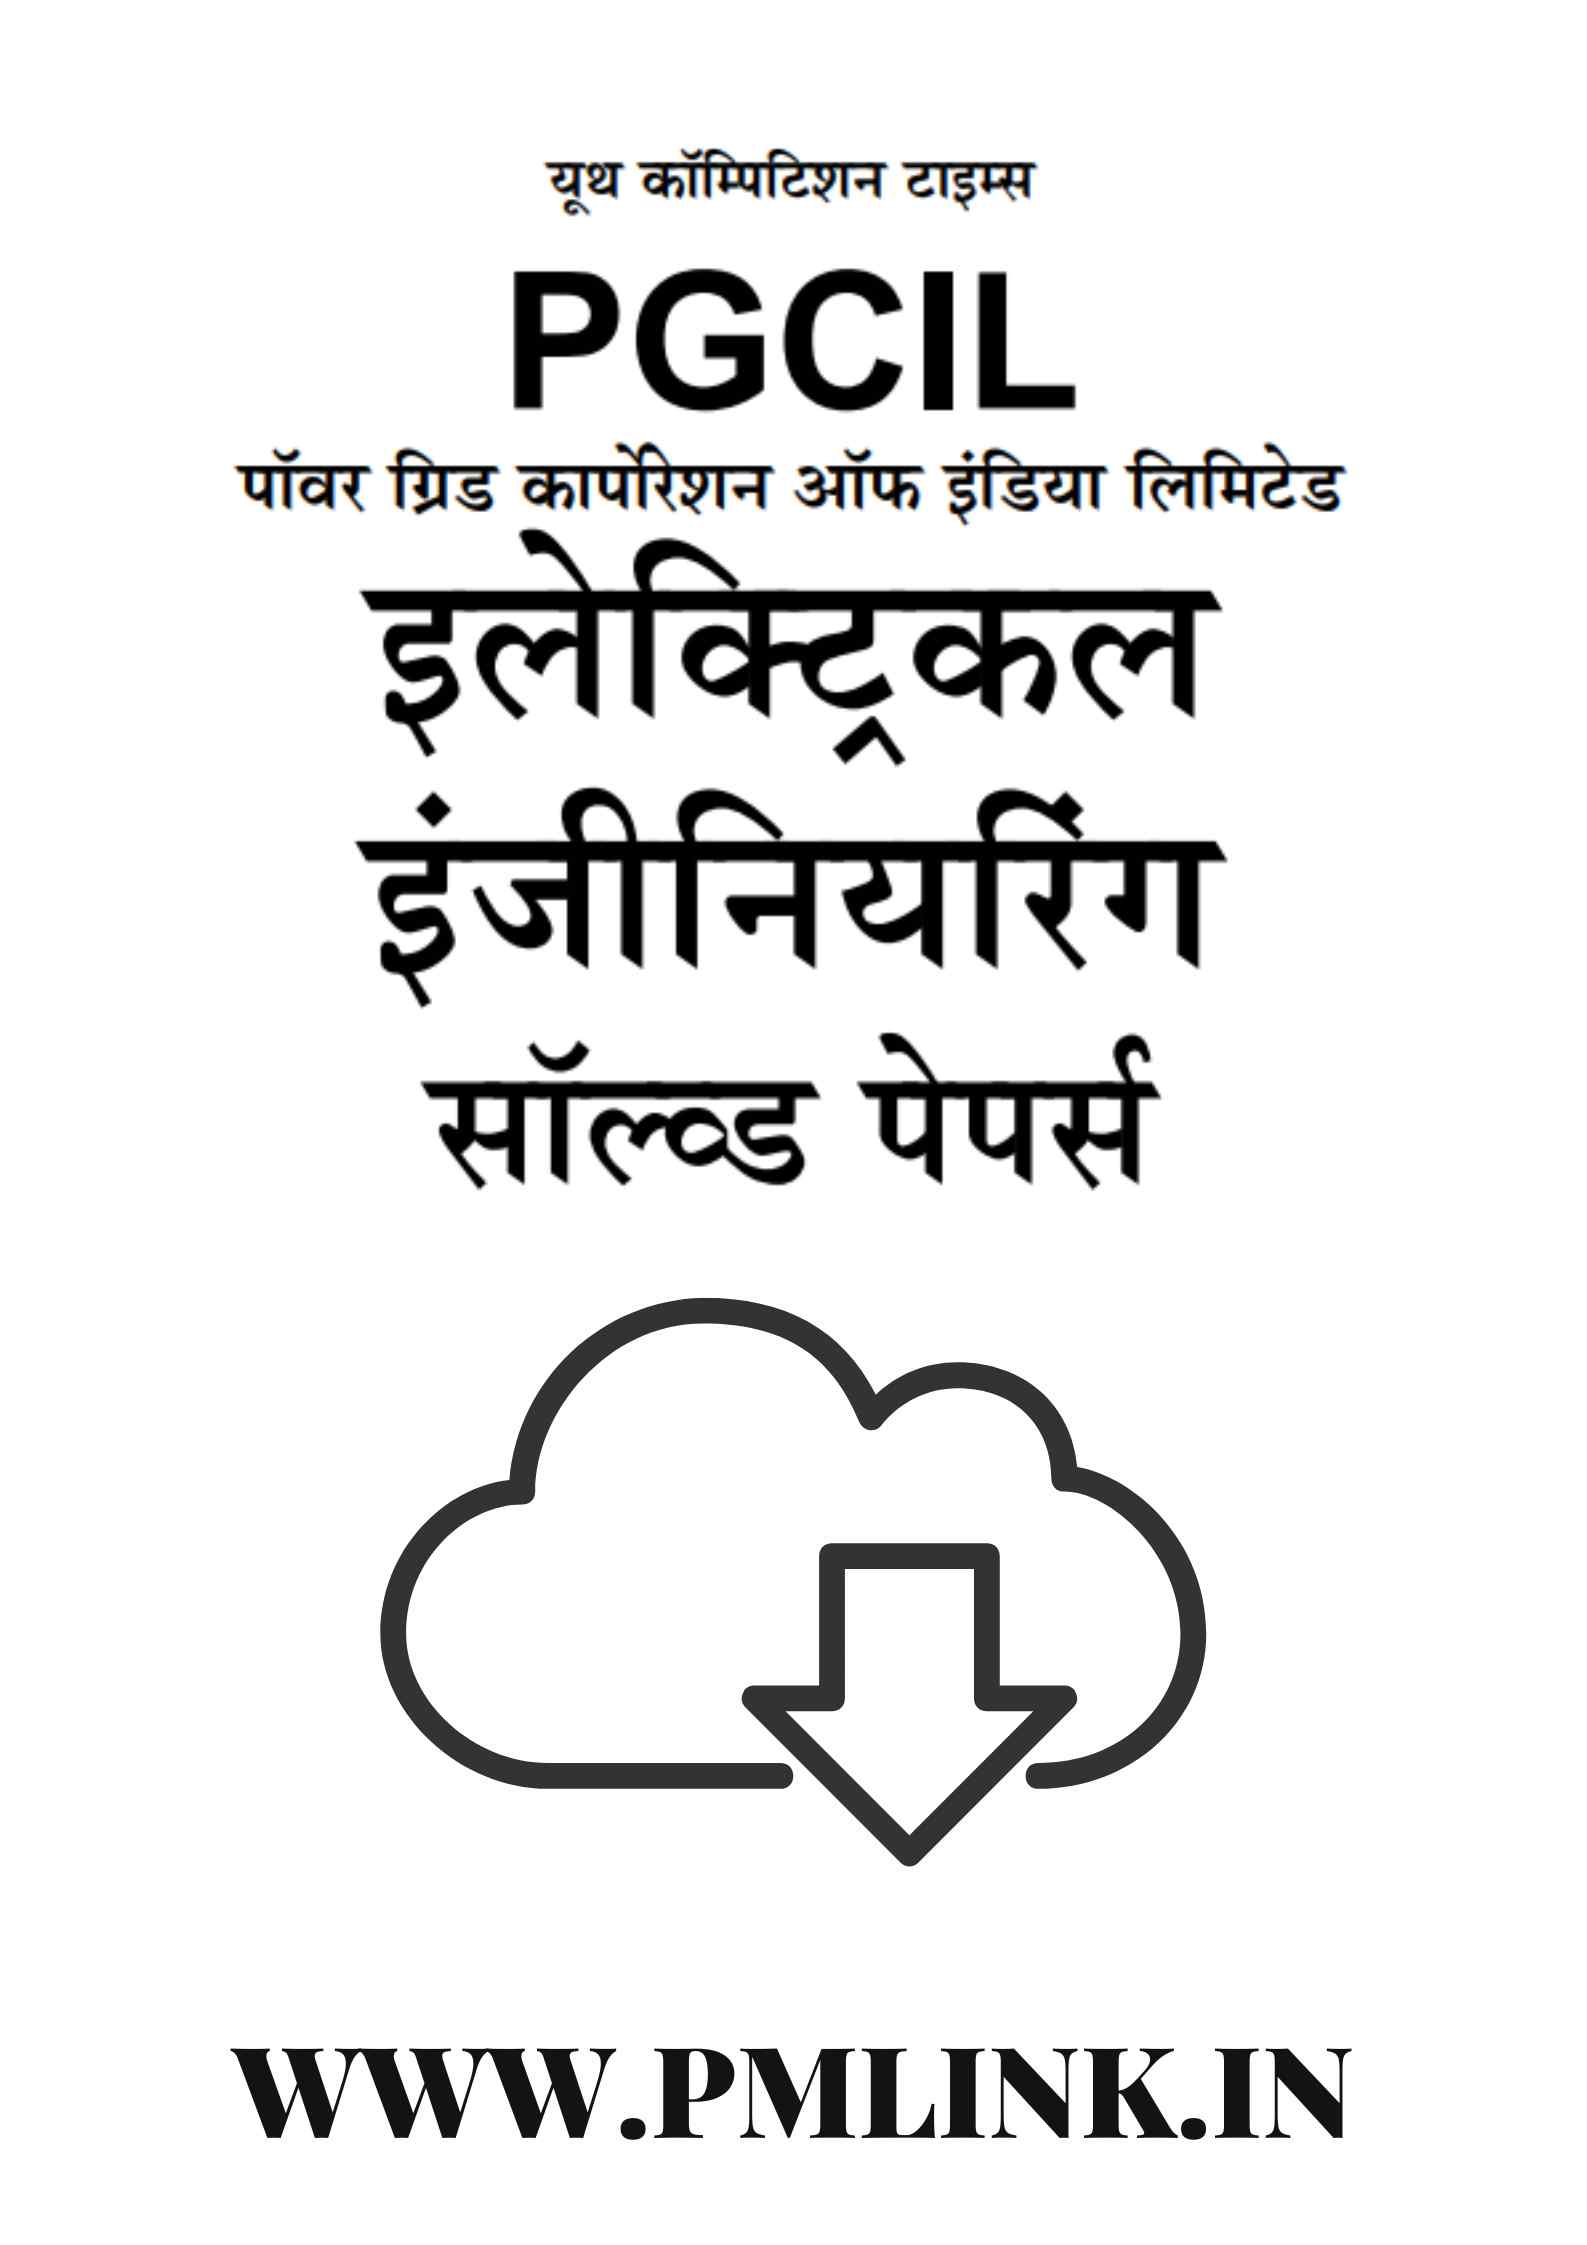 यूथ कॉम्पिटिशन टाइम्स
PGCIL
पॉवर ग्रिड कार्पोरेशन ऑफ इंडिया लिमिटेड
इलेक्ट्रिकल
इंजीनियरिंग
सॉल्व्ड पेपर्स
WWW.PMLINK.IN